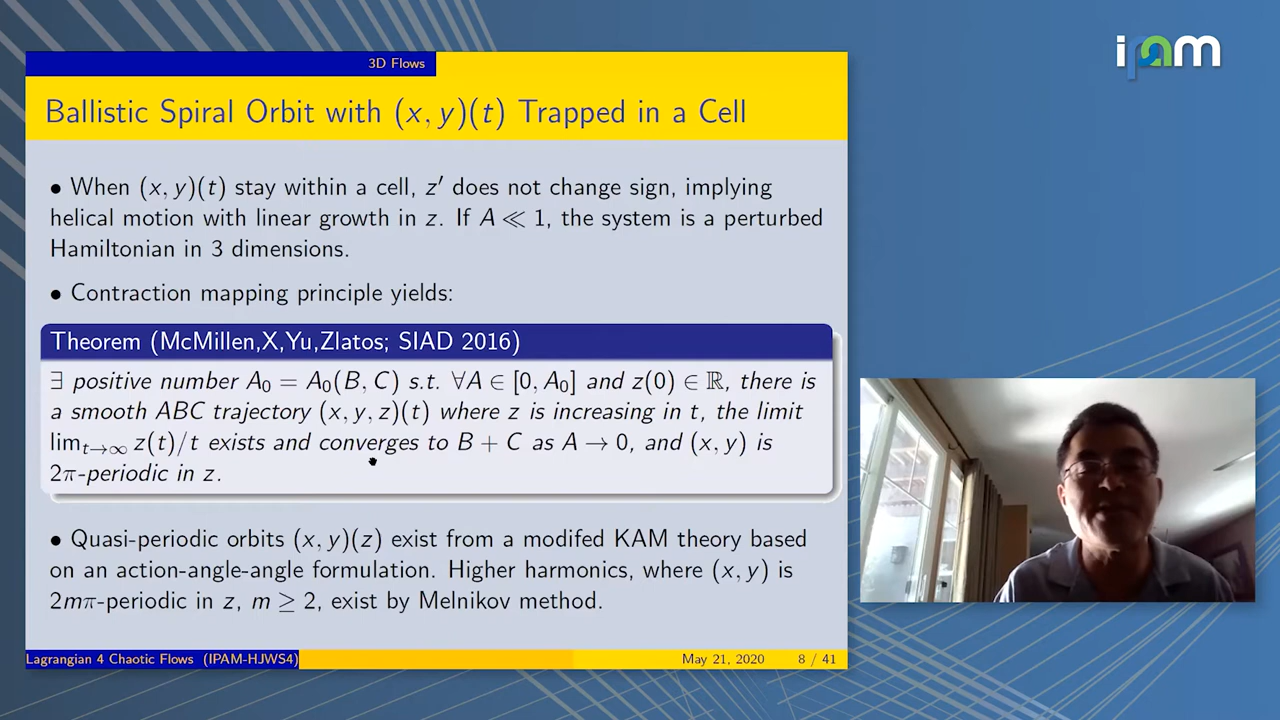 ipam
3D Flows
Ballistic Spiral Orbit with (x, y)(t) Trapped in a Cell
• When (x, y)(t) stay within a cell, z′ does not change sign, implying
helical motion with linear growth in z. If A ≪ 1, the system is a perturbed
Hamiltonian in 3 dimensions.
• Contraction mapping principle yields:
Theorem (McMillen,X,Yu,Zlatos; SIAD 2016)
∃ positive number A₀ = A₀(B, C) s.t. ∀A ∈ [0, A₀] and z(0) ∈ ℝ, there is
a smooth ABC trajectory (x, y, z)(t) where z is increasing in t, the limit
lim_{t→∞} z(t)/t exists and converges to B + C as A → 0, and (x, y) is
2π-periodic in z.
• Quasi-periodic orbits (x, y)(z) exist from a modifed KAM theory based
on an action-angle-angle formulation. Higher harmonics, where (x, y) is
2mπ-periodic in z, m ≥ 2, exist by Melnikov method.
Lagrangian 4 Chaotic Flows (IPAM-HJWS4)
May 21, 2020 8 / 41